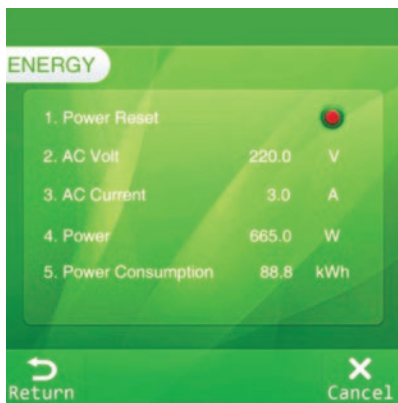 ENERGY
1. Power Reset
2. AC Volt 220.0 V
3. AC Current 3.0 A
4. Power 665.0 W
5. Power Consumption 88.8 kWh
Return Cancel